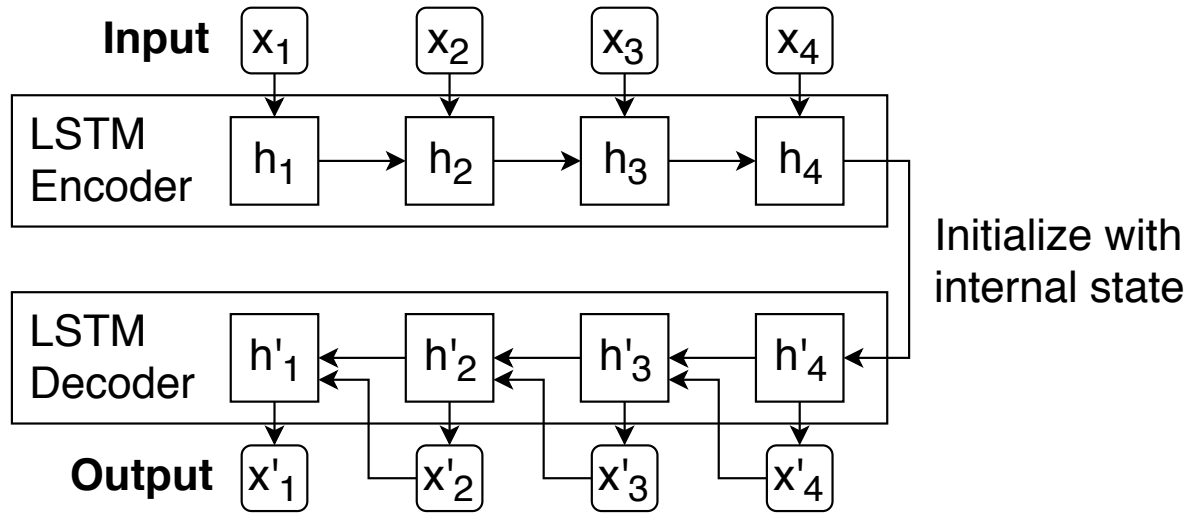 Input x₁ x₂ x₃ x₄
LSTM
Encoder
h₁ h₂ h₃ h₄
Initialize with
internal state
LSTM
Decoder
h'₁ h'₂ h'₃ h'₄
Output x'₁ x'₂ x'₃ x'₄